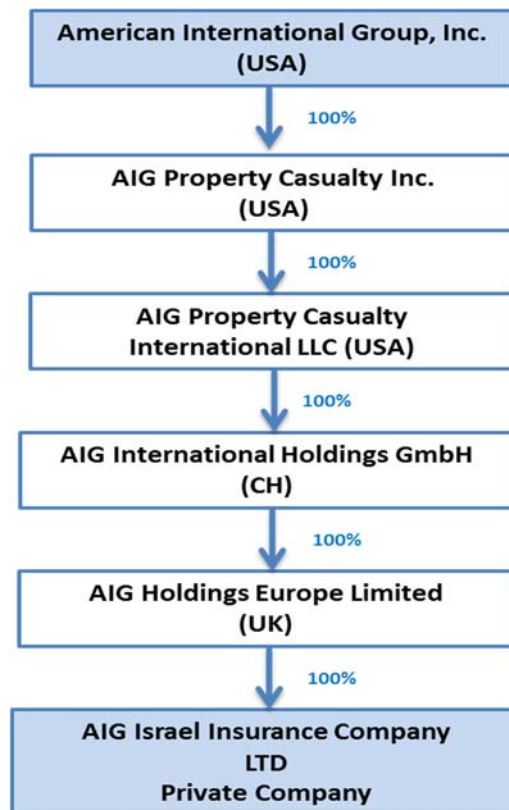 American International Group, Inc.
(USA)
100%
AIG Property Casualty Inc.
(USA)
100%
AIG Property Casualty
International LLC (USA)
100%
AIG International Holdings GmbH
(CH)
100%
AIG Holdings Europe Limited
(UK)
100%
AIG Israel Insurance Company
LTD
Private Company